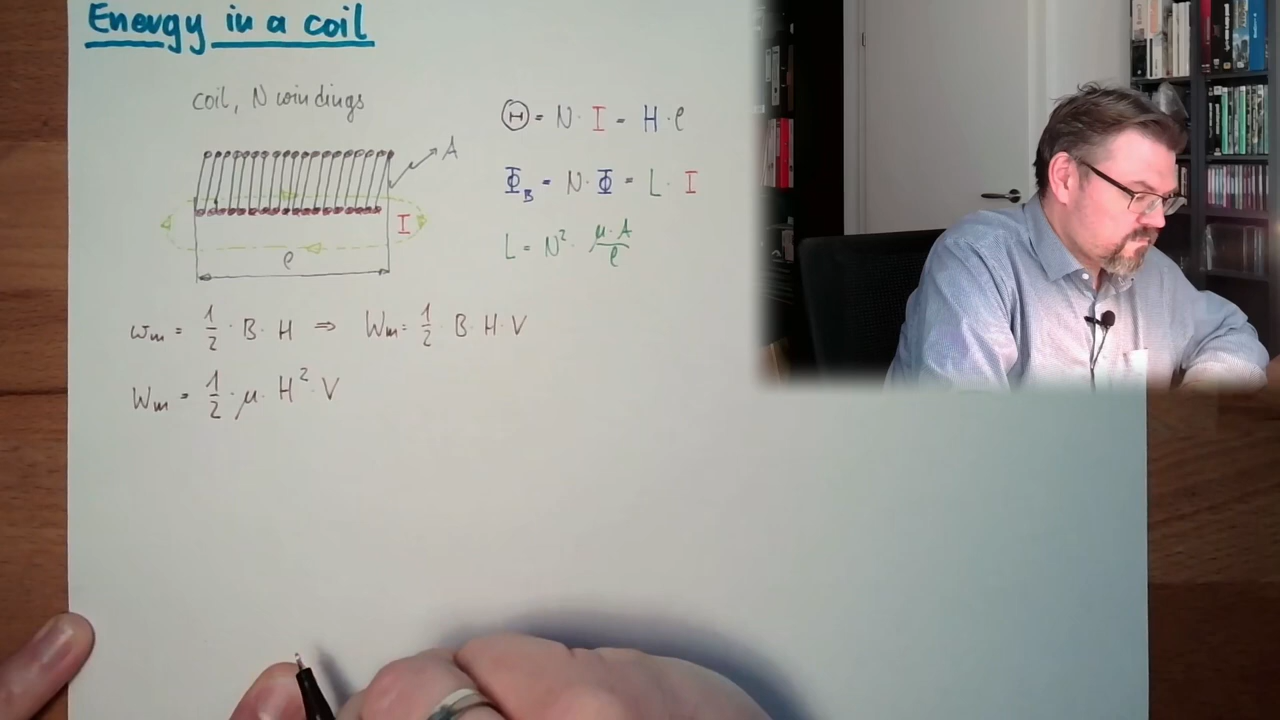 Energy in a coil
coil, N windings
A
I
l
Θ = N · I = H · l
Φ_B = N · Φ = L · I
L = N² · μ · A / l
w_m = 1/2 · B · H ⇒ W_m = 1/2 · B · H · V
W_m = 1/2 · μ · H² · V